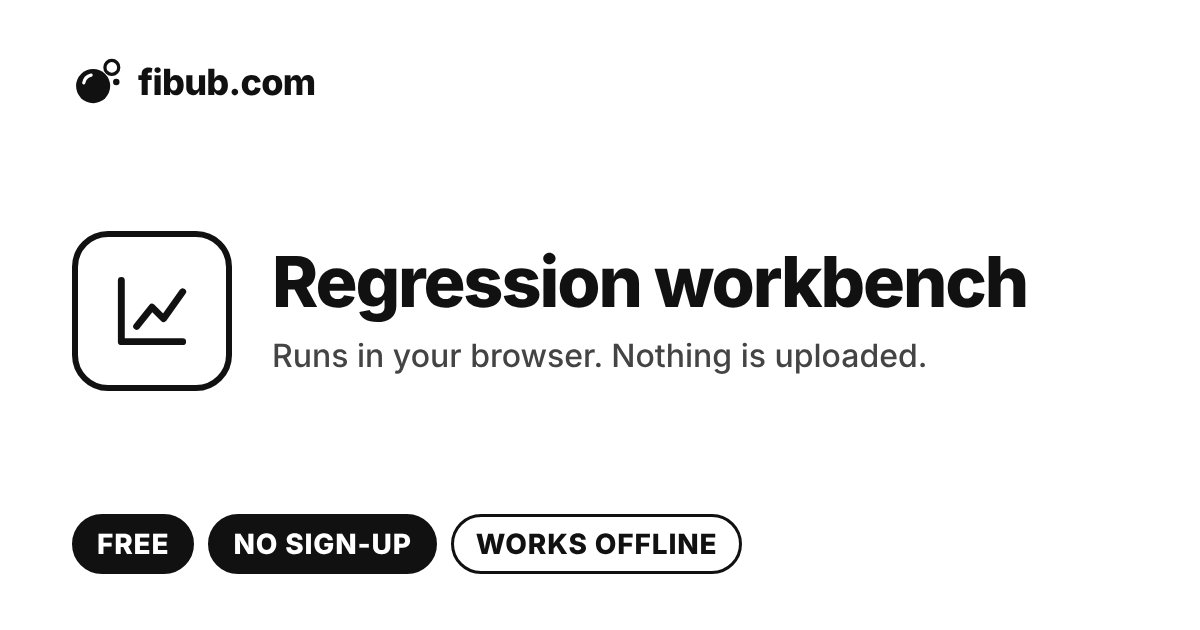 fibub.com
Regression workbench
Runs in your browser. Nothing is uploaded.
FREE
NO SIGN-UP
WORKS OFFLINE